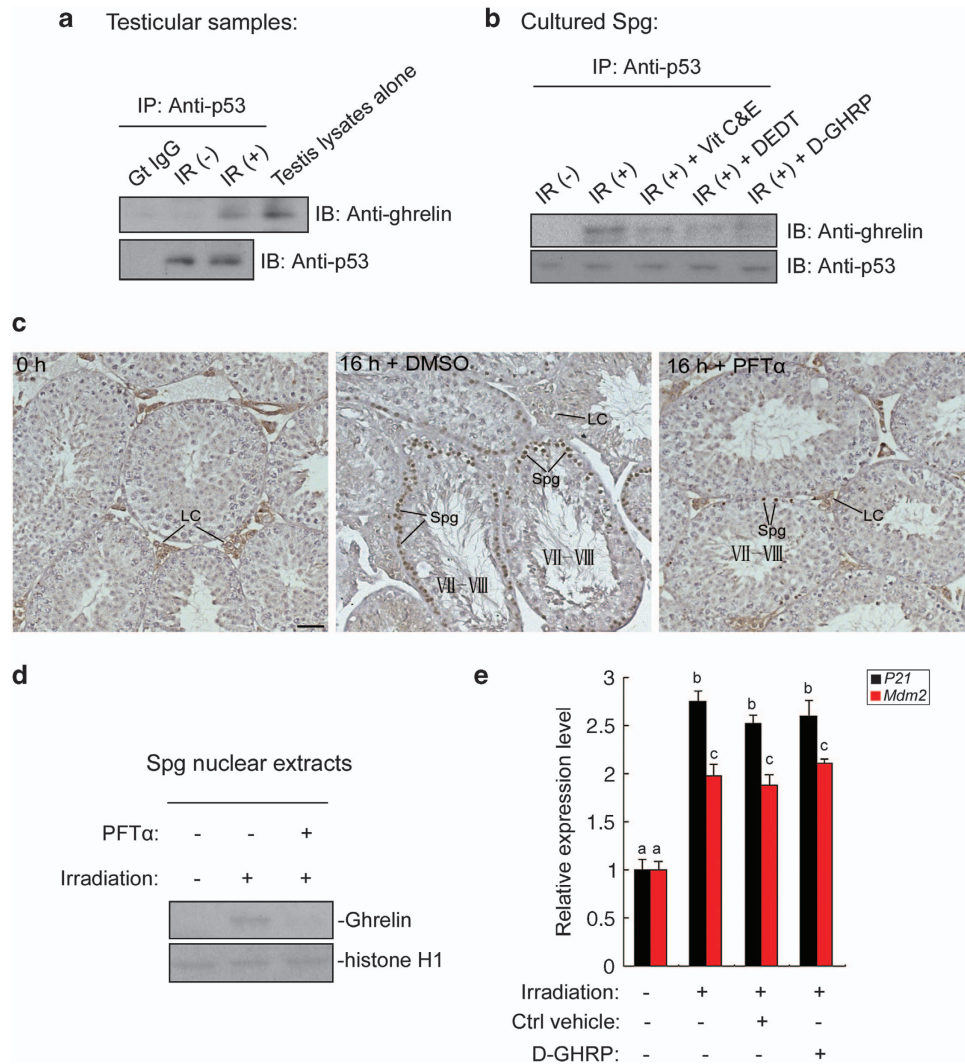 a Testicular samples:
IP: Anti-p53
Gt IgG
IR (-)
IR (+)
Testis lysates alone
IB: Anti-ghrelin
IB: Anti-p53
b Cultured Spg:
IP: Anti-p53
IR (-)
IR (+)
IR (+) + Vit C&E
IR (+) + DEDT
IR (+) + D-GHRP
IB: Anti-ghrelin
IB: Anti-p53
c
0 h
LC
16 h + DMSO
LC
Spg
Spg
VII-VIII
VII-VIII
16 h + PFTα
LC
Spg
VII-VIII
d
Spg nuclear extracts
PFTα: - - +
Irradiation: - + +
-Ghrelin
-histone H1
e
P21
Mdm2
Relative expression level
3
2.5
2
1.5
1
0.5
0
a a
b
c
b
c
b
c
Irradiation: - + + +
Ctrl vehicle: - - + -
D-GHRP: - - - +